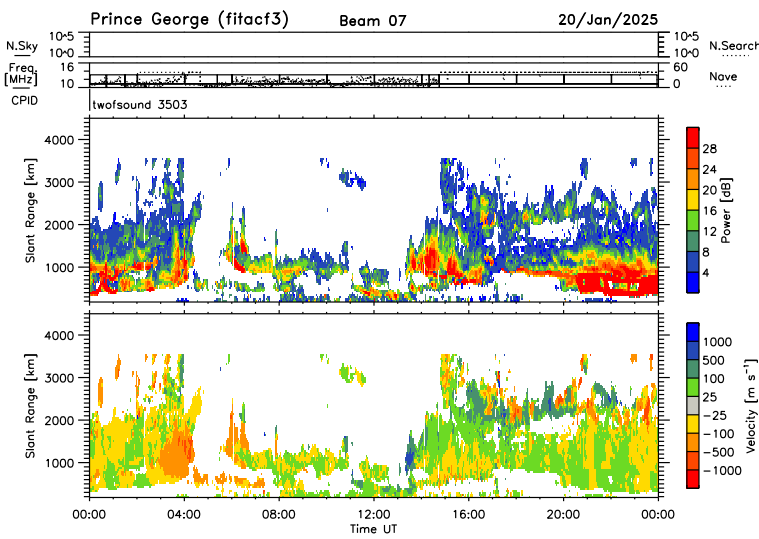 Prince George (fitacf3) Beam 07 20/Jan/2025
N.Sky 10^5 10^5 N.Search
10^0 10^0
Freq. 16 60 Nave
[MHz] 10 0
CPID twofsound 3503
Slant Range [km]
4000
3000
2000
1000
Power [dB]
28
24
20
16
12
8
4
Slant Range [km]
4000
3000
2000
1000
Velocity [m s⁻¹]
1000
500
100
25
−25
−100
−500
−1000
00:00 04:00 08:00 12:00 16:00 20:00 00:00
Time UT